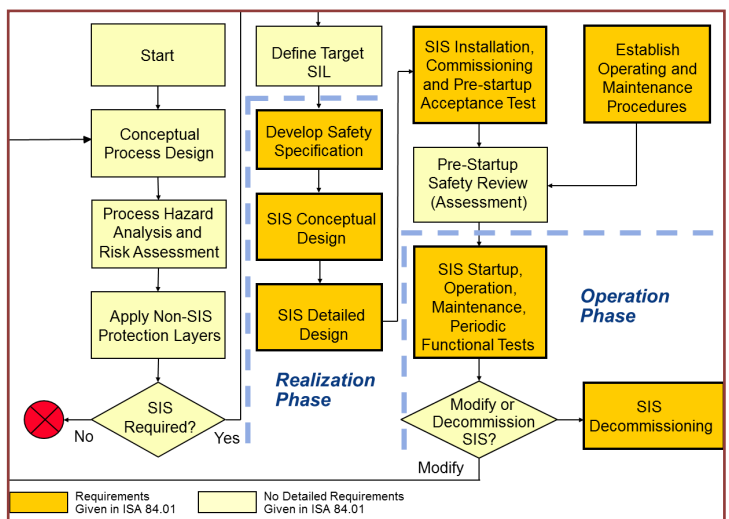 Start
Conceptual
Process Design
Process Hazard
Analysis and
Risk Assessment
Apply Non-SIS
Protection Layers
SIS
Required?
No
Yes
Define Target
SIL
Develop Safety
Specification
SIS Conceptual
Design
SIS Detailed
Design
Realization
Phase
SIS Installation,
Commissioning
and Pre-startup
Acceptance Test
Establish
Operating and
Maintenance
Procedures
Pre-Startup
Safety Review
(Assessment)
SIS Startup,
Operation,
Maintenance,
Periodic
Functional Tests
Operation
Phase
Modify or
Decommission
SIS?
SIS
Decommissioning
Modify
Requirements
Given in ISA 84.01
No Detailed Requirements
Given in ISA 84.01